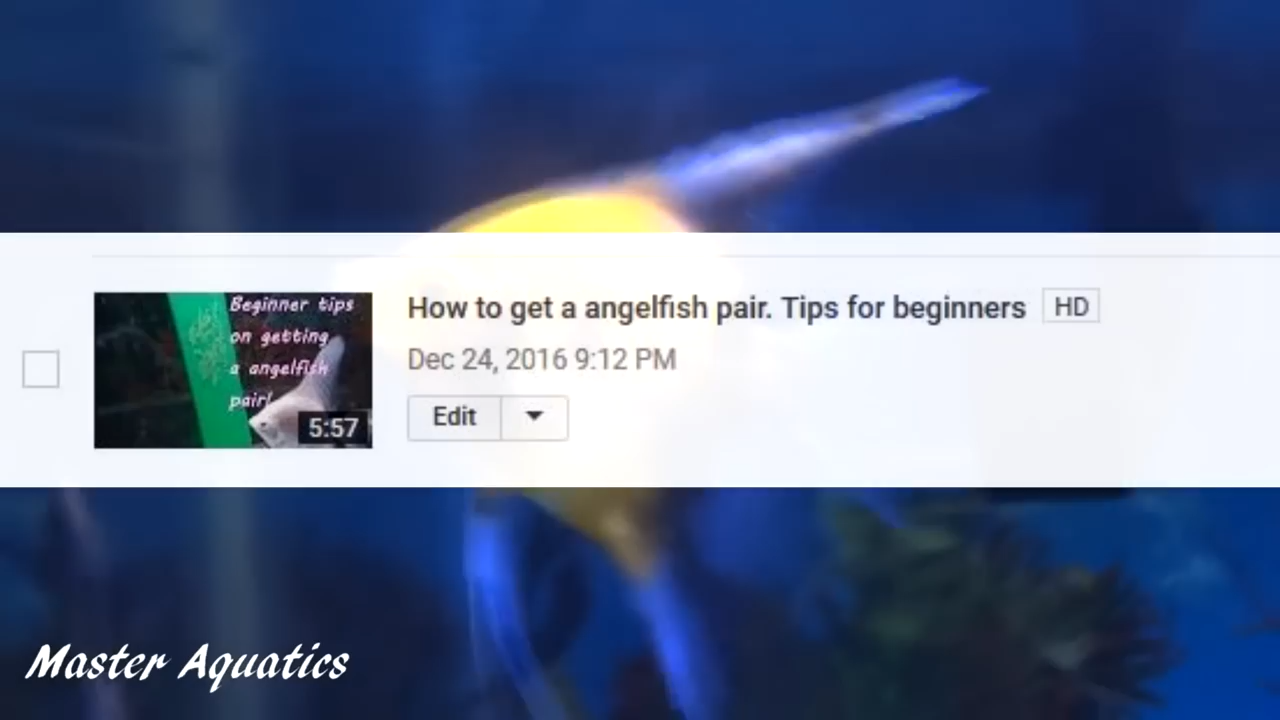 Beginner tips
on getting
a angelfish
pair!
5:57
How to get a angelfish pair. Tips for beginners HD
Dec 24, 2016 9:12 PM
Edit
Master Aquatics